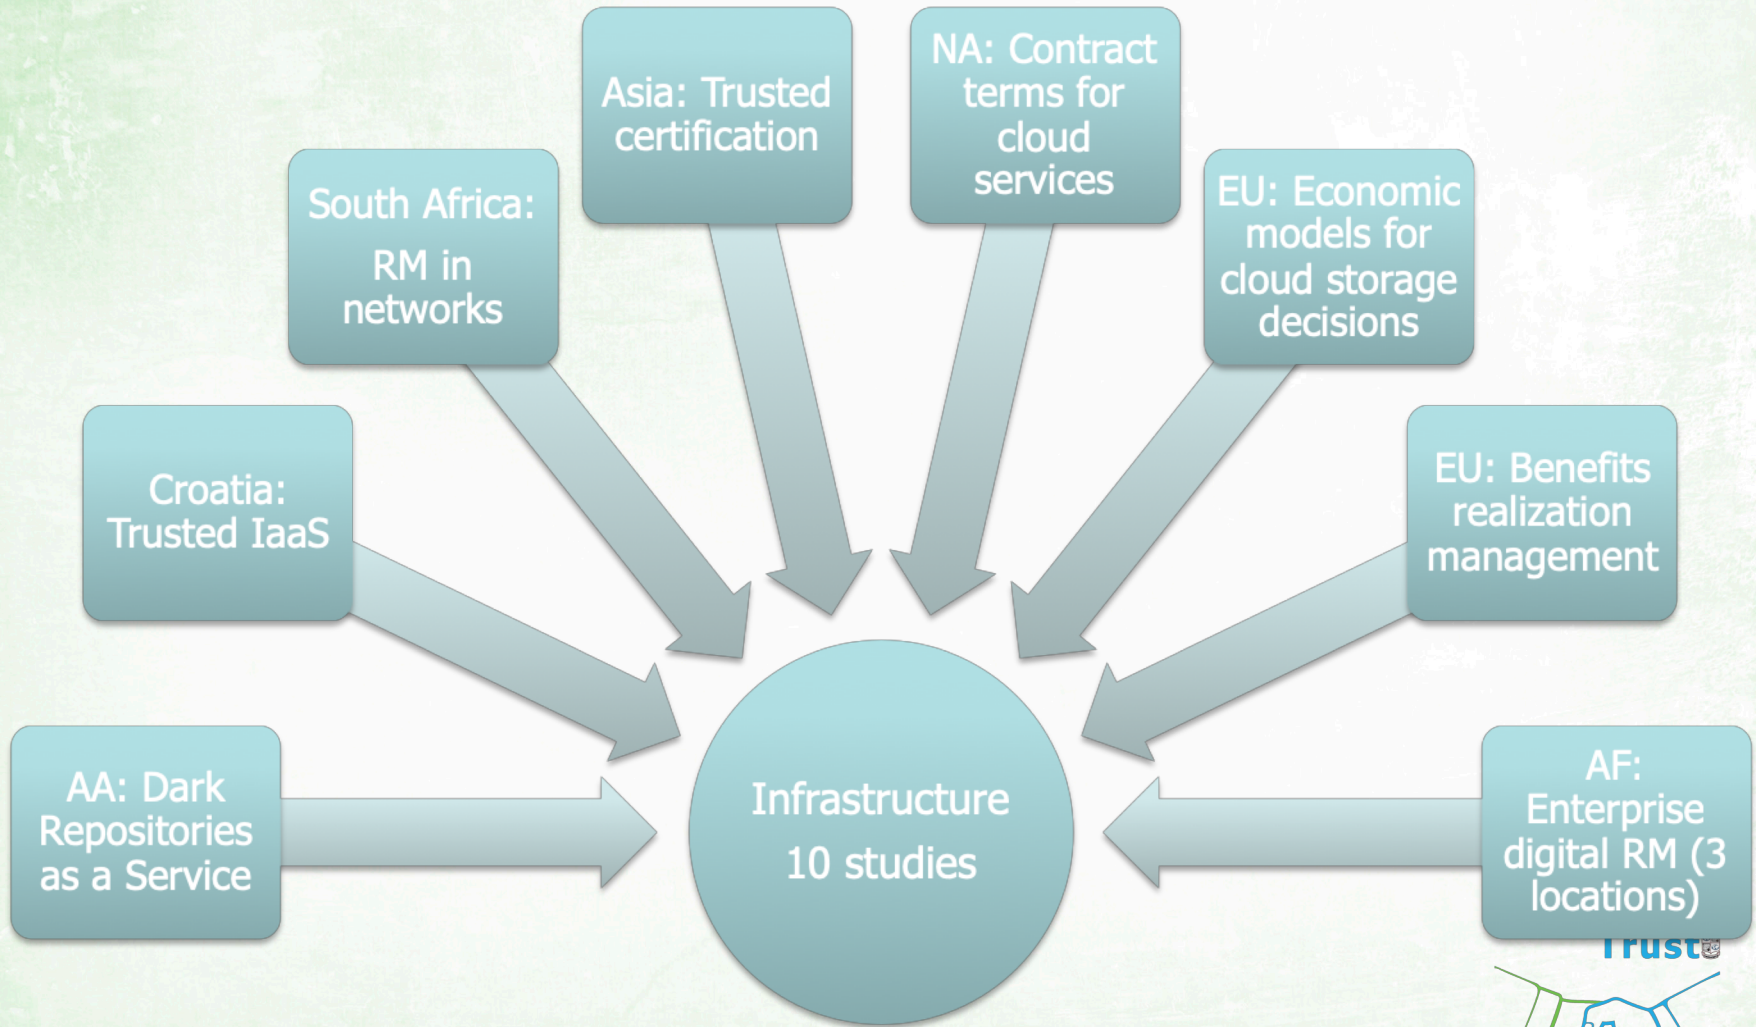 Asia: Trusted
certification
NA: Contract
terms for
cloud
services
South Africa:
RM in
networks
EU: Economic
models for
cloud storage
decisions
Croatia:
Trusted IaaS
EU: Benefits
realization
management
AA: Dark
Repositories
as a Service
Infrastructure
10 studies
AF:
Enterprise
digital RM (3
locations)
Trust